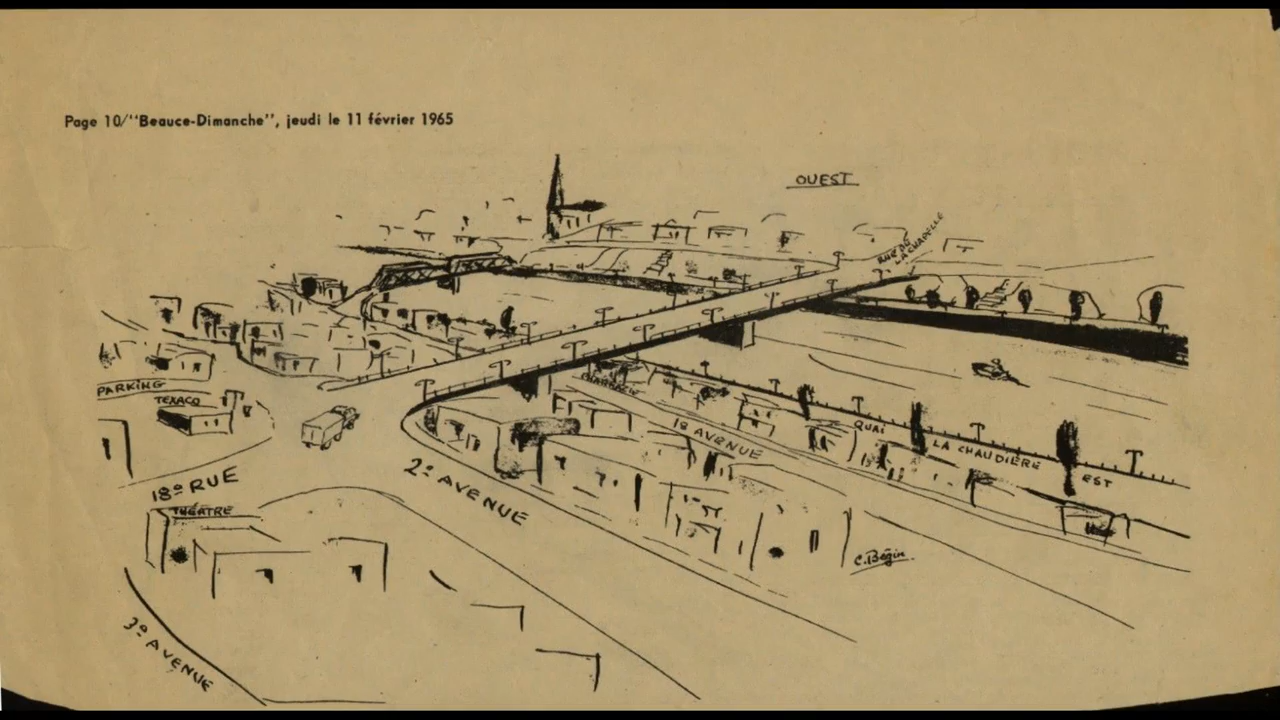 Page 10/"Beauce-Dimanche", jeudi le 11 février 1965
OUEST
RUE DE
LA CHAPELLE
PARKING
TEXACO
1e AVENUE
QUAI LA CHAUDIÈRE EST
18e RUE
2e AVENUE
THÉATRE
C. Bégin
3e AVENUE